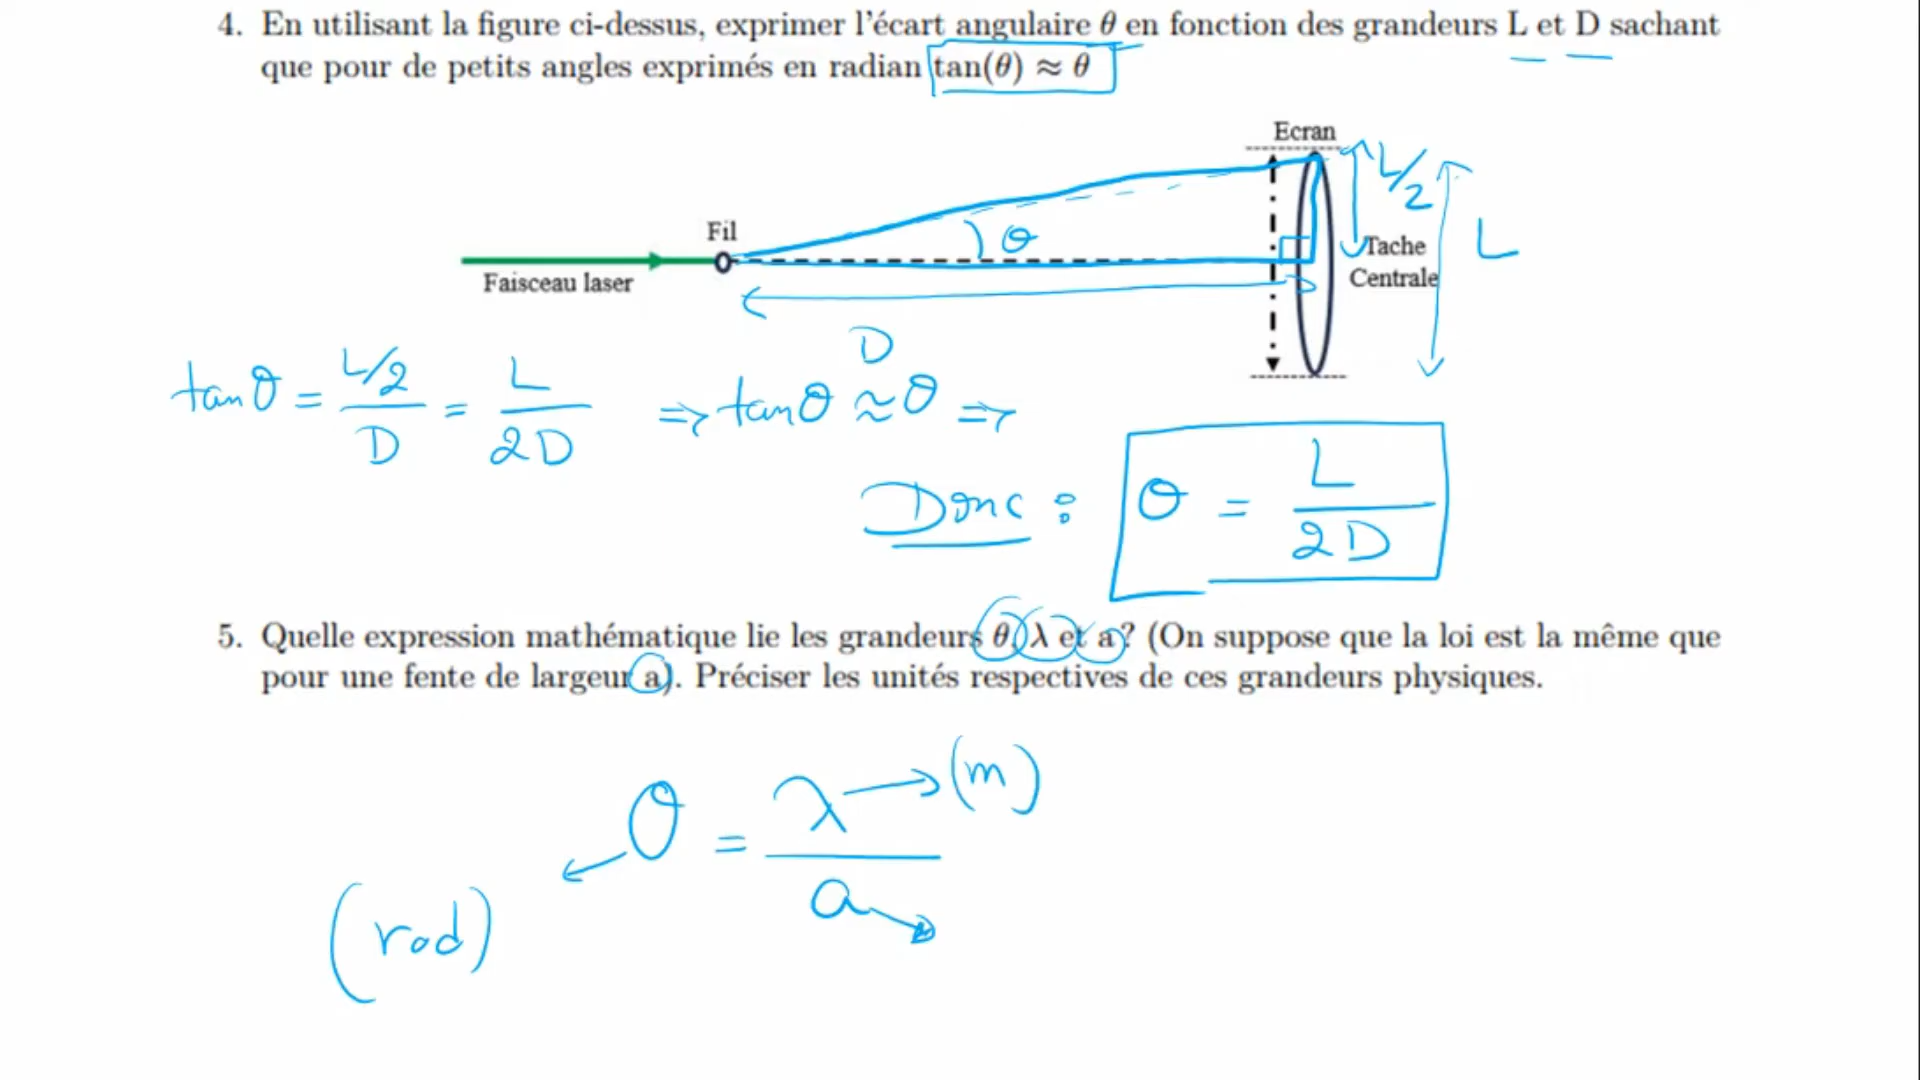 4. En utilisant la figure ci-dessus, exprimer l'écart angulaire θ en fonction des grandeurs L et D sachant
que pour de petits angles exprimés en radian tan(θ) ≈ θ
Ecran
L/2
Fil
θ
Tache
L
Faisceau laser
Centrale
D
tanθ = L/2 / D = L / 2D ⇒ tanθ ≈ θ ⇒
Donc : θ = L / 2D
5. Quelle expression mathématique lie les grandeurs θ, λ et a? (On suppose que la loi est la même que
pour une fente de largeur a). Préciser les unités respectives de ces grandeurs physiques.
θ = λ / a
(m)
(rad)